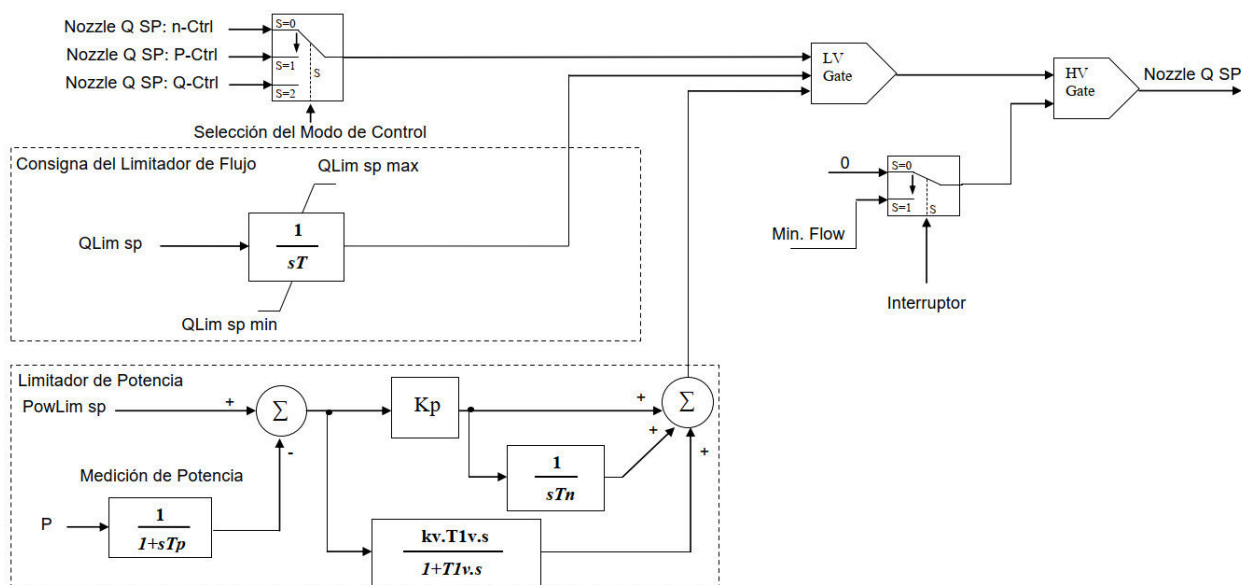 Nozzle Q SP: n-Ctrl
Nozzle Q SP: P-Ctrl
Nozzle Q SP: Q-Ctrl
S=0
S=1
S=2
S
Selección del Modo de Control
LV
Gate
HV
Gate
Nozzle Q SP
Consigna del Limitador de Flujo
QLim sp max
QLim sp
1
sT
QLim sp min
0
S=0
S=1
S
Min. Flow
Interruptor
Limitador de Potencia
PowLim sp
+
Σ
-
Kp
+
Σ
+
+
1
sTn
Medición de Potencia
P
1
1+sTp
kv.T1v.s
1+T1v.s